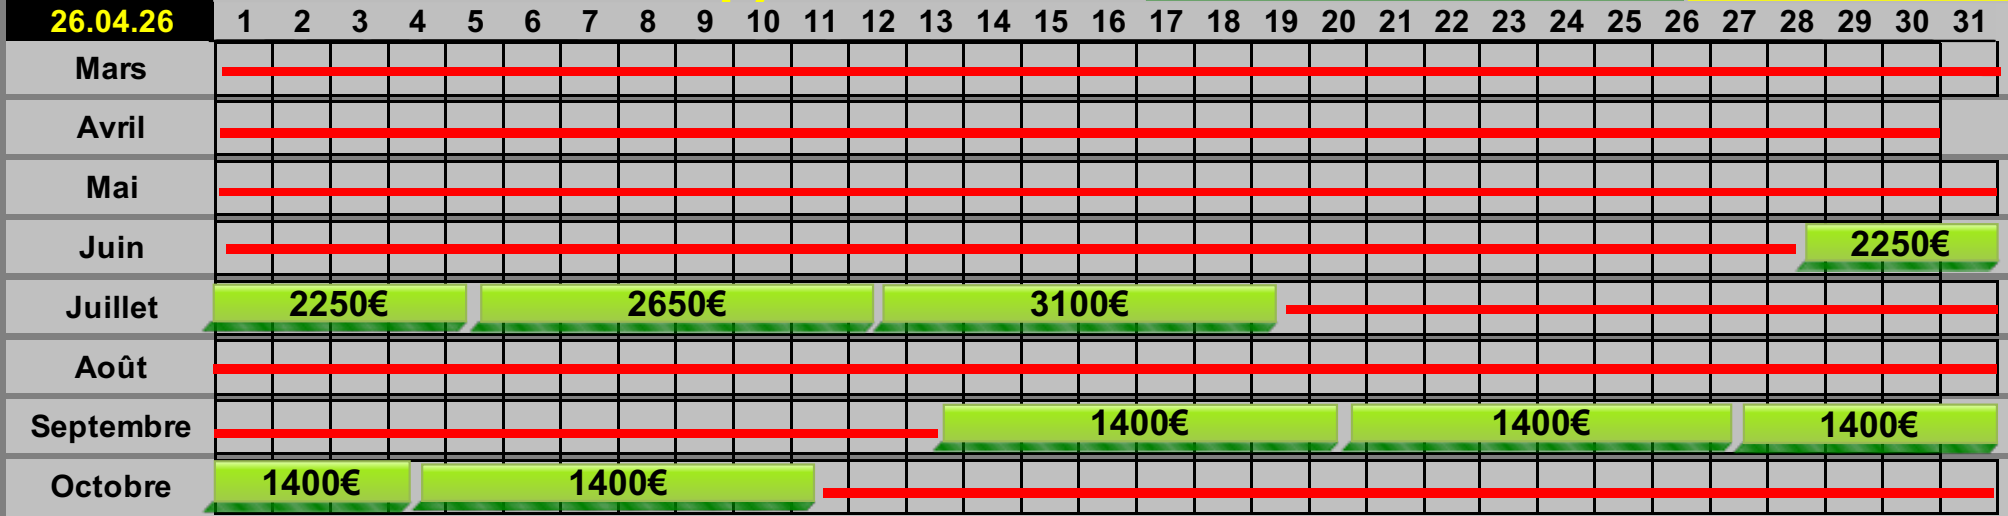 26.04.26 1 2 3 4 5 6 7 8 9 10 11 12 13 14 15 16 17 18 19 20 21 22 23 24 25 26 27 28 29 30 31
Mars
Avril
Mai
Juin 2250€
Juillet 2250€ 2650€ 3100€
Août
Septembre 1400€ 1400€ 1400€
Octobre 1400€ 1400€